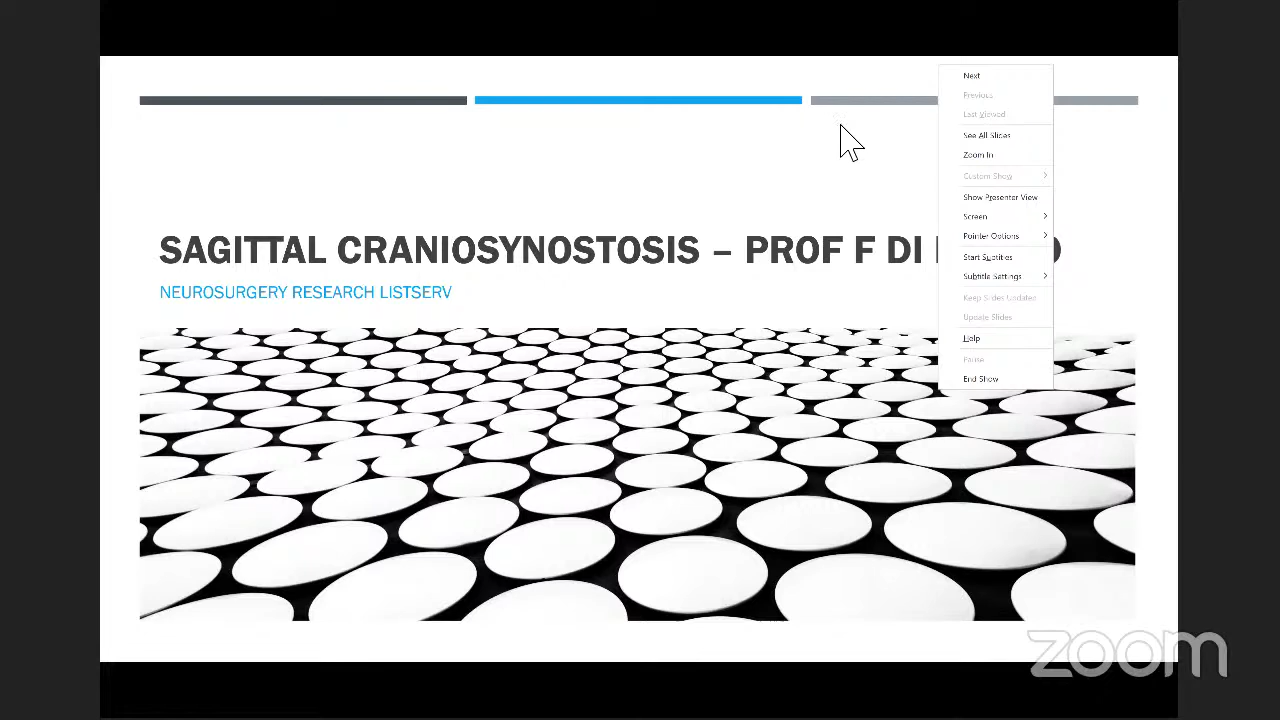 Next
Previous
Last Viewed
See All Slides
Zoom In
Custom Show
Show Presenter View
Screen
Pointer Options
Start Subtitles
Subtitle Settings
Keep Slides Updated
Update Slides
Help
Pause
End Show
SAGITTAL CRANIOSYNOSTOSIS – PROF F DI
NEUROSURGERY RESEARCH LISTSERV
zoom